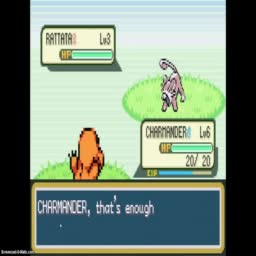 RATTATA♂ Lv3
HP
CHARMANDER♂ Lv6
HP
20/ 20
EXP
CHARMANDER, that's enough
.